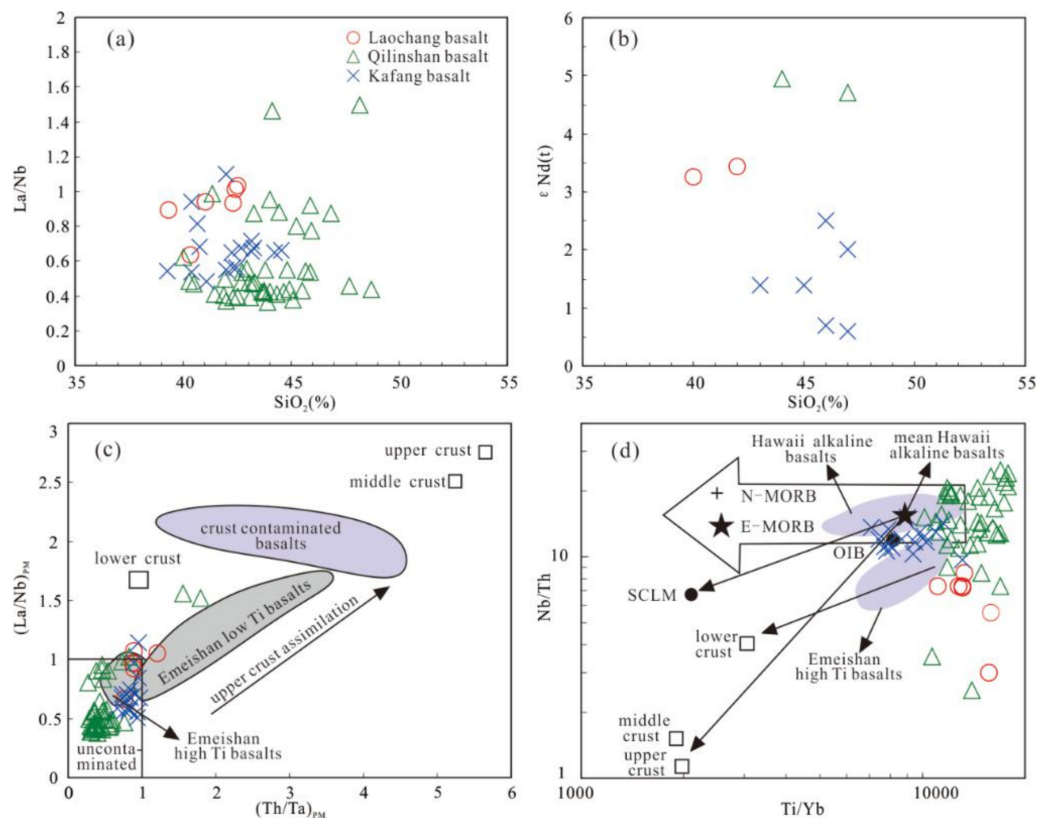 (a)
Laochang basalt
Qilinshan basalt
Kafang basalt
2
1.8
1.6
1.4
1.2
1
0.8
0.6
0.4
0.2
0
La/Nb
35
40
45
50
55
SiO₂(%)
(b)
6
5
4
3
2
1
0
ε Nd(t)
35
40
45
50
55
SiO₂(%)
(c)
3
2.5
2
1.5
1
0.5
0
(La/Nb)PM
upper crust
middle crust
crust contaminated
basalts
lower crust
Emeishan low Ti basalts
upper crust assimilation
Emeishan
high Ti basalts
unconta-
minated
0
1
2
3
4
5
6
(Th/Ta)PM
(d)
Hawaii alkaline
basalts
mean Hawaii
alkaline basalts
N-MORB
E-MORB
OIB
SCLM
lower
crust
Emeishan
high Ti basalts
middle
crust
upper
crust
10
1
Nb/Th
1000
10000
Ti/Yb